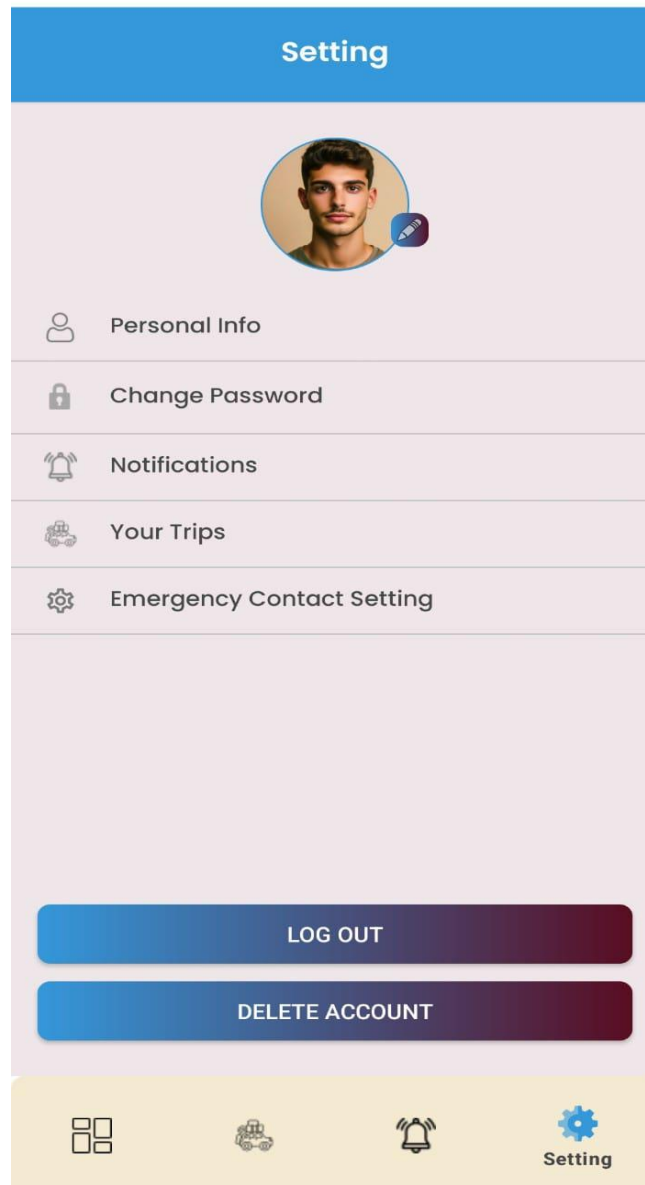 Setting
Personal Info
Change Password
Notifications
Your Trips
Emergency Contact Setting
LOG OUT
DELETE ACCOUNT
Setting